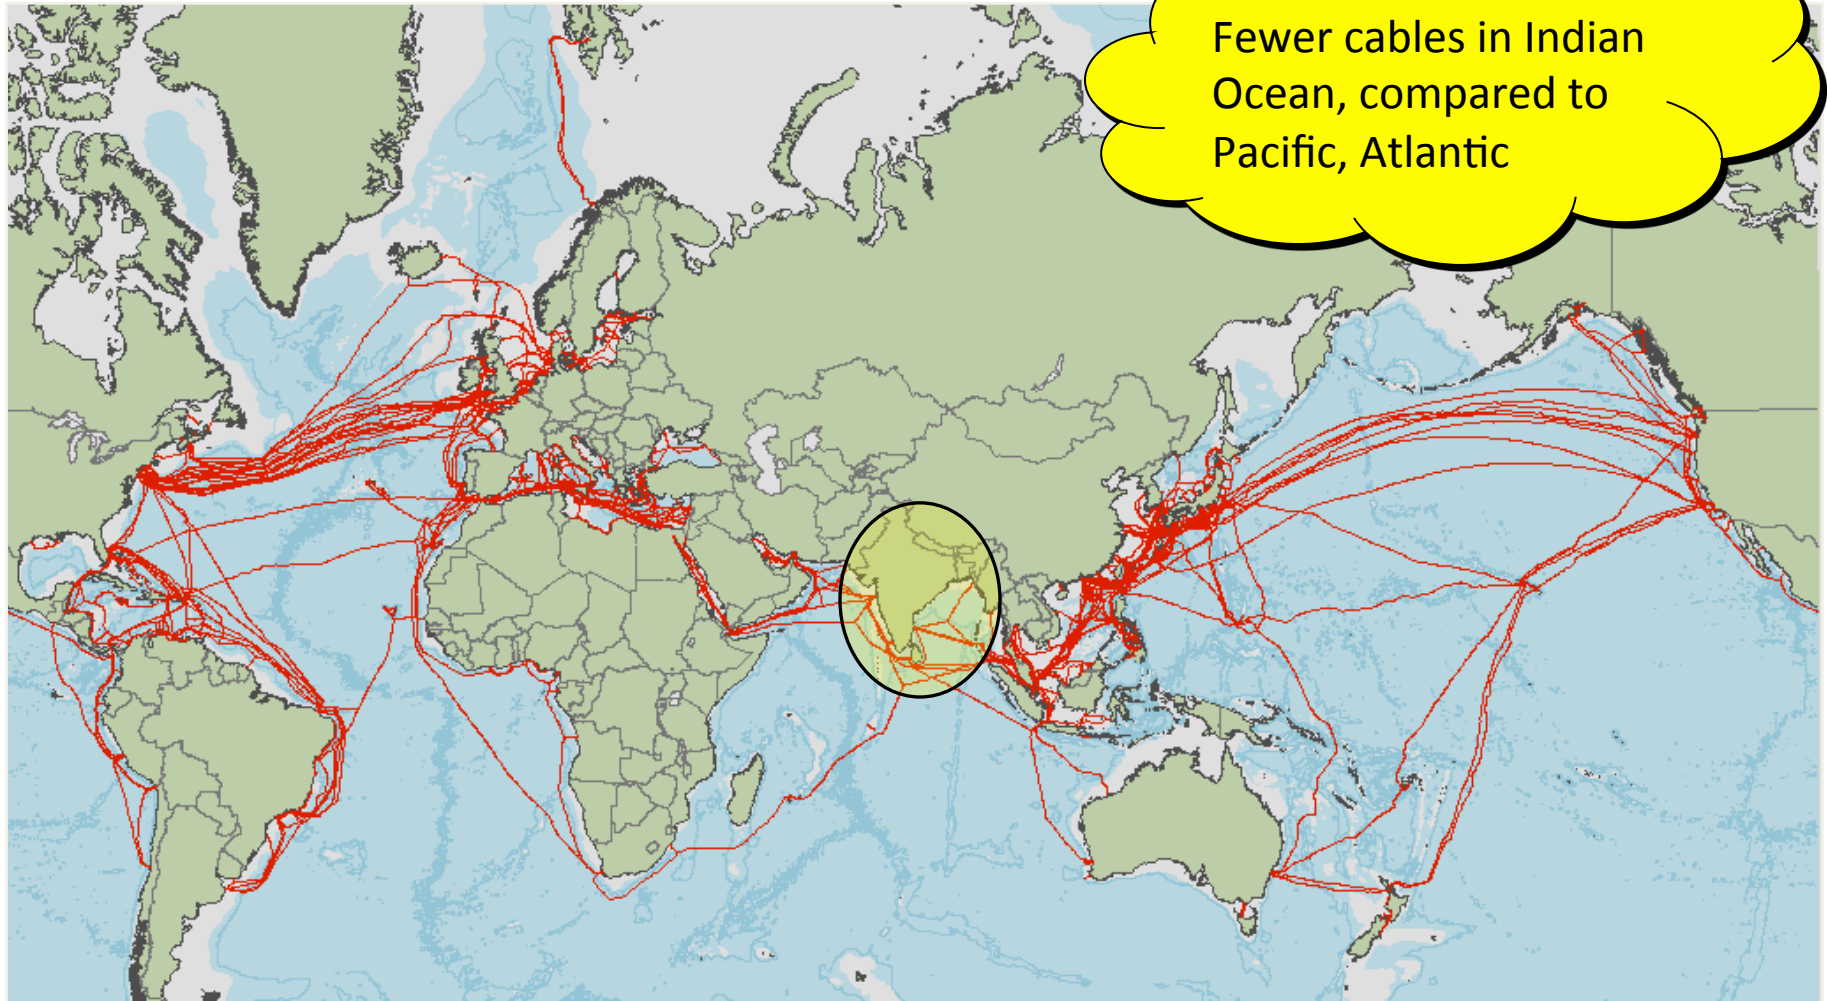 Fewer cables in Indian
Ocean, compared to
Pacific, Atlantic